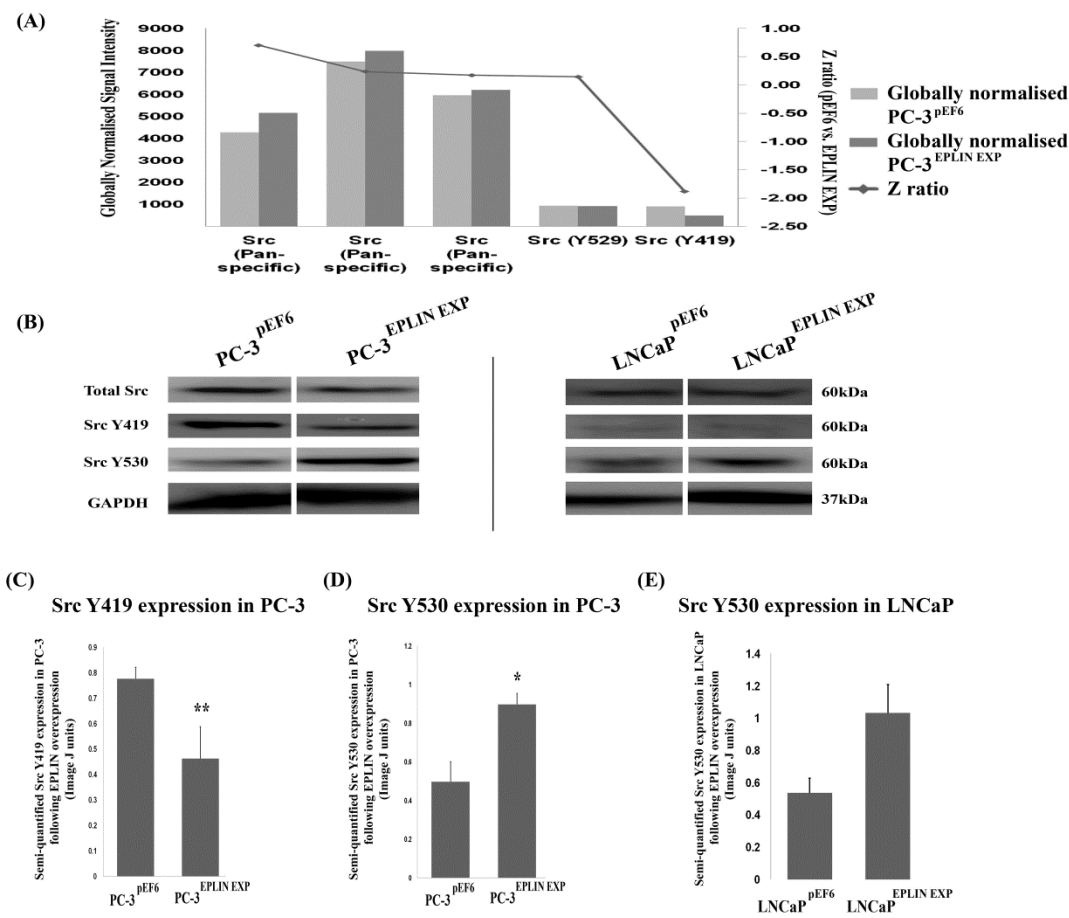 (A)
Globally Normalised Signal Intensity
9000
8000
7000
6000
5000
4000
3000
2000
1000
Src
(Pan-
specific)
Src
(Pan-
specific)
Src
(Pan-
specific)
Src (Y529)
Src (Y419)
1.00
0.50
0.00
-0.50
-1.00
-1.50
-2.00
-2.50
Z ratio (pEF6 vs. EPLIN EXP)
Globally normalised
PC-3pEF6
Globally normalised
PC-3EPLIN EXP
Z ratio
(B)
PC-3pEF6
PC-3EPLIN EXP
LNCaPpEF6
LNCaPEPLIN EXP
Total Src
60kDa
Src Y419
60kDa
Src Y530
60kDa
GAPDH
37kDa
(C)
Src Y419 expression in PC-3
Semi-quantified Src Y419 expression in PC-3
following EPLIN overexpression
(Image J units)
0.9
0.8
0.7
0.6
0.5
0.4
0.3
0.2
0.1
0
**
PC-3pEF6
PC-3EPLIN EXP
(D)
Src Y530 expression in PC-3
Semi-quantified Src Y530 expression in PC-3
following EPLIN overexpression
(Image J units)
1.2
1
0.8
0.6
0.4
0.2
0
*
PC-3pEF6
PC-3EPLIN EXP
(E)
Src Y530 expression in LNCaP
Semi-quantified Src Y530 expression in LNCaP
following EPLIN overexpression
(Image J units)
1.4
1.2
1
0.8
0.6
0.4
0.2
0
LNCaPpEF6
LNCaPEPLIN EXP